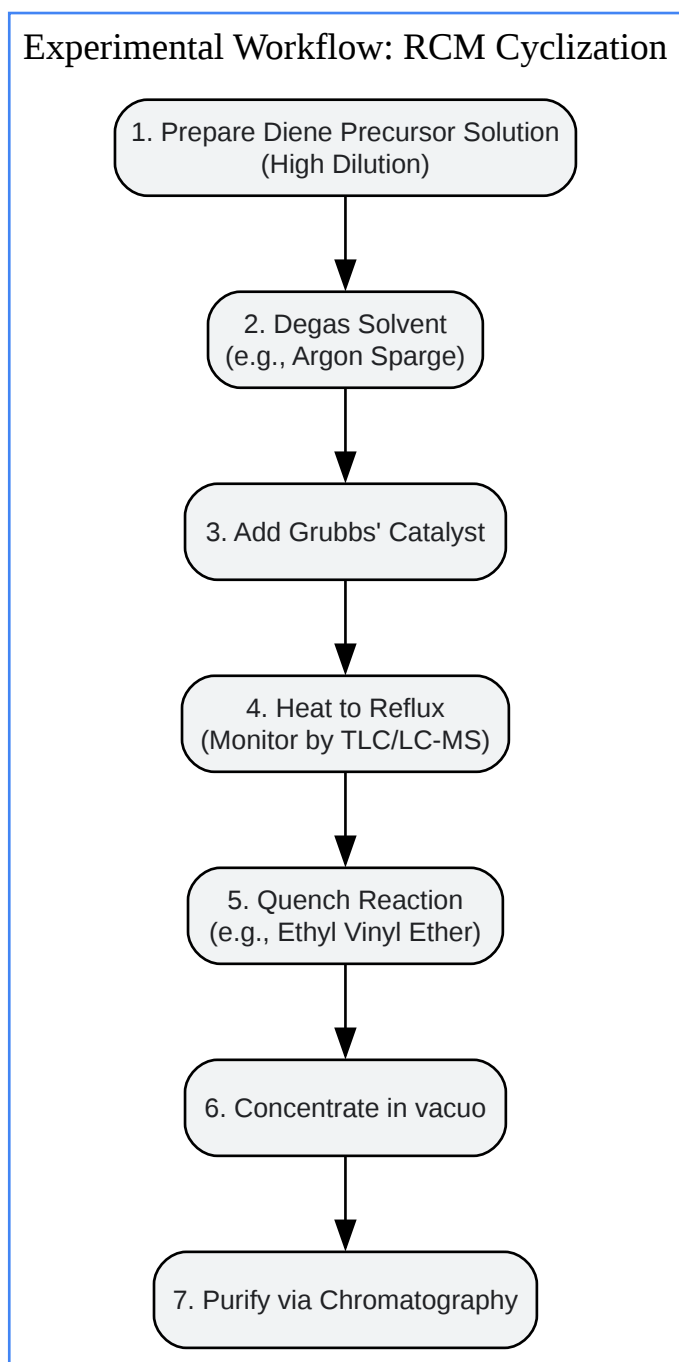 Experimental Workflow: RCM Cyclization
1. Prepare Diene Precursor Solution
(High Dilution)
2. Degas Solvent
(e.g., Argon Sparge)
3. Add Grubbs' Catalyst
4. Heat to Reflux
(Monitor by TLC/LC-MS)
5. Quench Reaction
(e.g., Ethyl Vinyl Ether)
6. Concentrate in vacuo
7. Purify via Chromatography